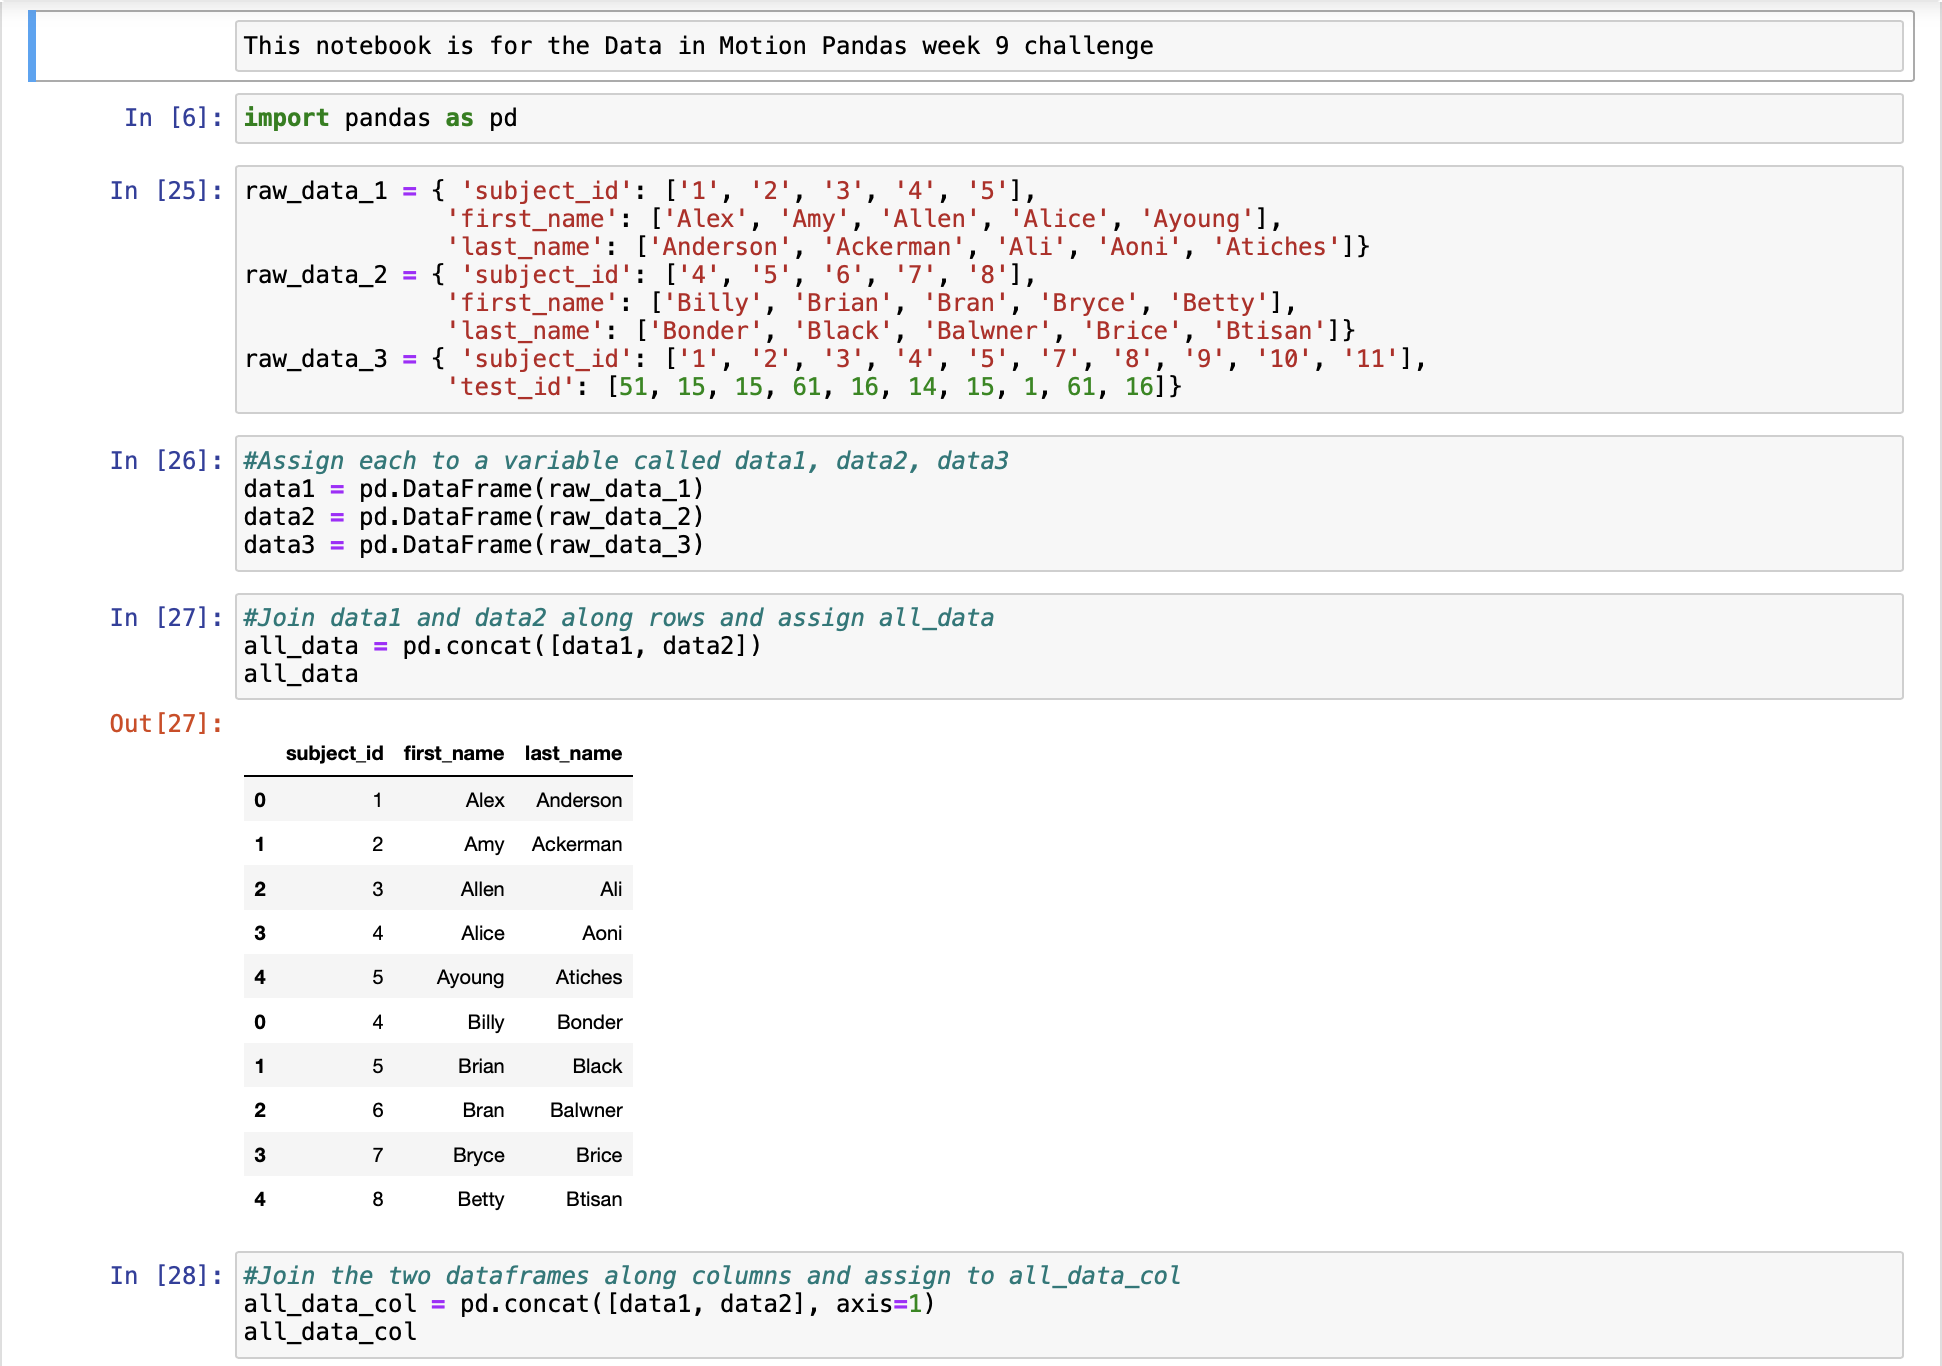 This notebook is for the Data in Motion Pandas week 9 challenge
In [6]: import pandas as pd
In [25]: raw_data_1 = { 'subject_id': ['1', '2', '3', '4', '5'],
'first_name': ['Alex', 'Amy', 'Allen', 'Alice', 'Ayoung'],
'last_name': ['Anderson', 'Ackerman', 'Ali', 'Aoni', 'Atiches']}
raw_data_2 = { 'subject_id': ['4', '5', '6', '7', '8'],
'first_name': ['Billy', 'Brian', 'Bran', 'Bryce', 'Betty'],
'last_name': ['Bonder', 'Black', 'Balwner', 'Brice', 'Btisan']}
raw_data_3 = { 'subject_id': ['1', '2', '3', '4', '5', '7', '8', '9', '10', '11'],
'test_id': [51, 15, 15, 61, 16, 14, 15, 1, 61, 16]}
In [26]: #Assign each to a variable called data1, data2, data3
data1 = pd.DataFrame(raw_data_1)
data2 = pd.DataFrame(raw_data_2)
data3 = pd.DataFrame(raw_data_3)
In [27]: #Join data1 and data2 along rows and assign all_data
all_data = pd.concat([data1, data2])
all_data
Out[27]:
subject_id first_name last_name
0 1 Alex Anderson
1 2 Amy Ackerman
2 3 Allen Ali
3 4 Alice Aoni
4 5 Ayoung Atiches
0 4 Billy Bonder
1 5 Brian Black
2 6 Bran Balwner
3 7 Bryce Brice
4 8 Betty Btisan
In [28]: #Join the two dataframes along columns and assign to all_data_col
all_data_col = pd.concat([data1, data2], axis=1)
all_data_col